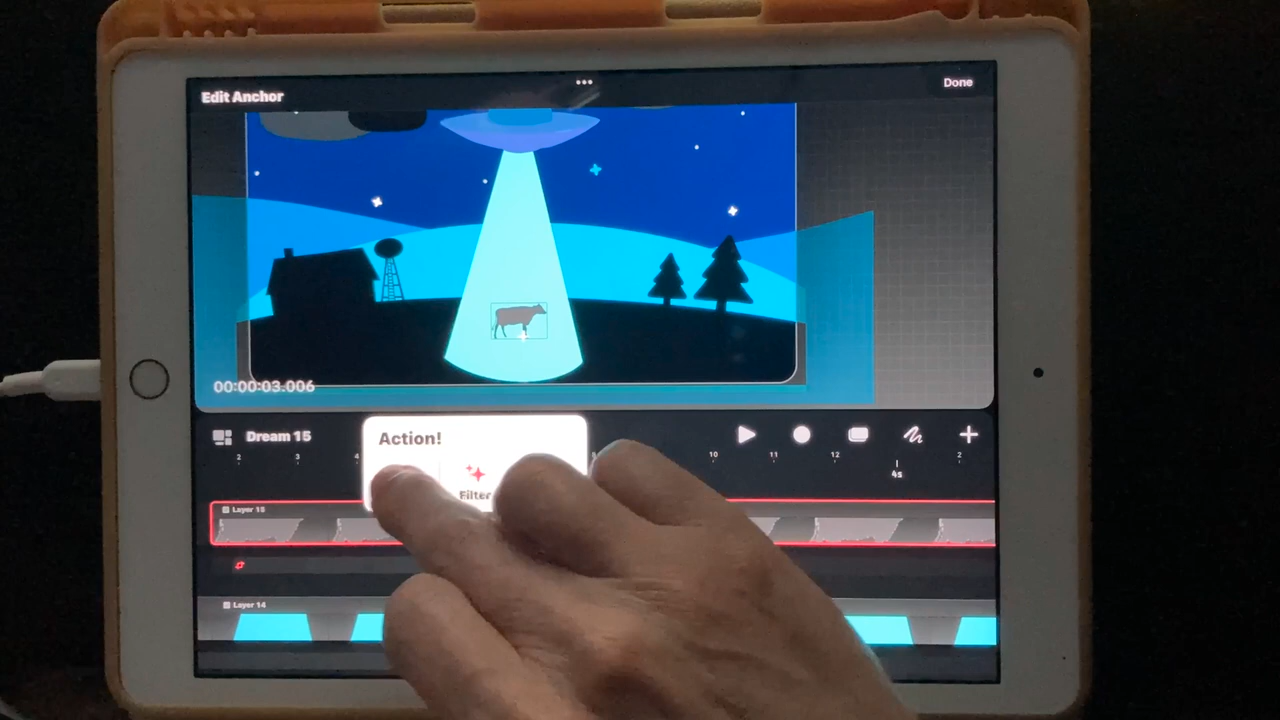 Edit Anchor
Done
00:00:03.006
Dream 15
Action!
2 3 4 10 11 12 4s 2
Filter
Layer 15
Layer 14